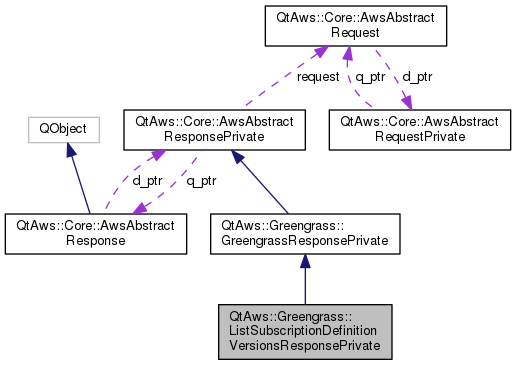 QtAws::Core::AwsAbstract
Request
request
q_ptr
d_ptr
QObject
QtAws::Core::AwsAbstract
ResponsePrivate
QtAws::Core::AwsAbstract
RequestPrivate
d_ptr
q_ptr
QtAws::Core::AwsAbstract
Response
QtAws::Greengrass::
GreengrassResponsePrivate
QtAws::Greengrass::
ListSubscriptionDefinition
VersionsResponsePrivate